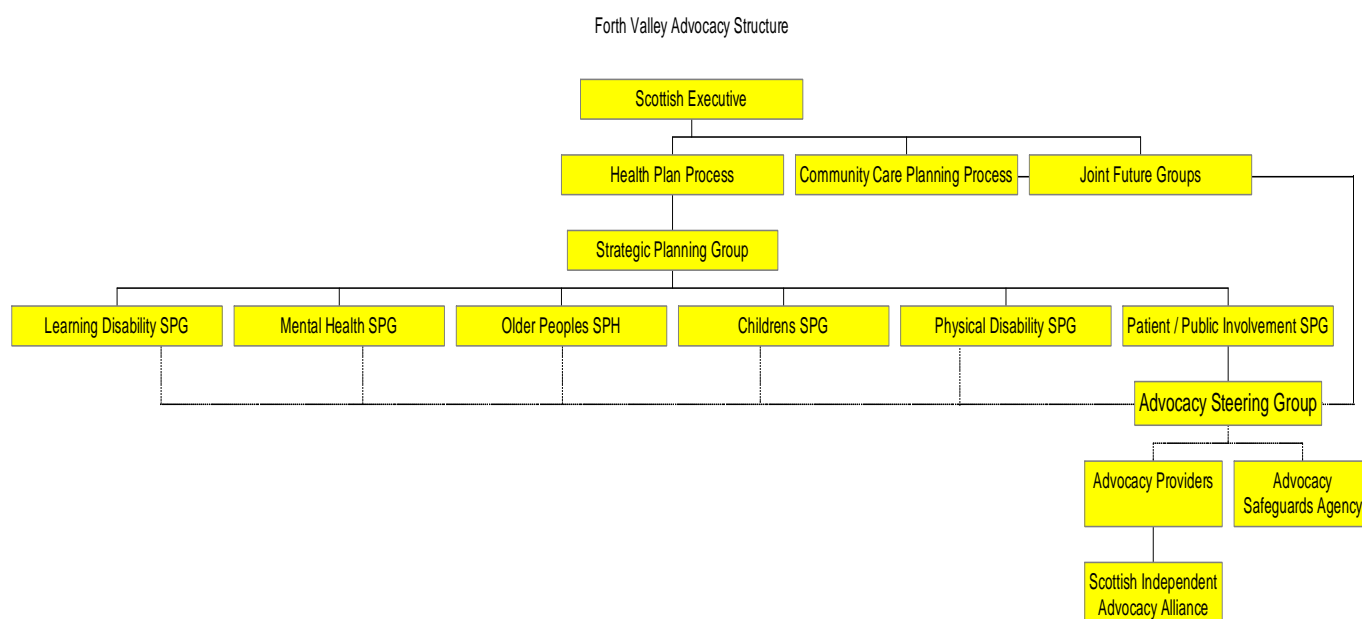 Forth Valley Advocacy Structure
Scottish Executive
Health Plan Process
Community Care Planning Process
Joint Future Groups
Strategic Planning Group
Learning Disability SPG
Mental Health SPG
Older Peoples SPH
Childrens SPG
Physical Disability SPG
Patient / Public Involvement SPG
Advocacy Steering Group
Advocacy Providers
Advocacy
Safeguards Agency
Scottish Independent
Advocacy Alliance